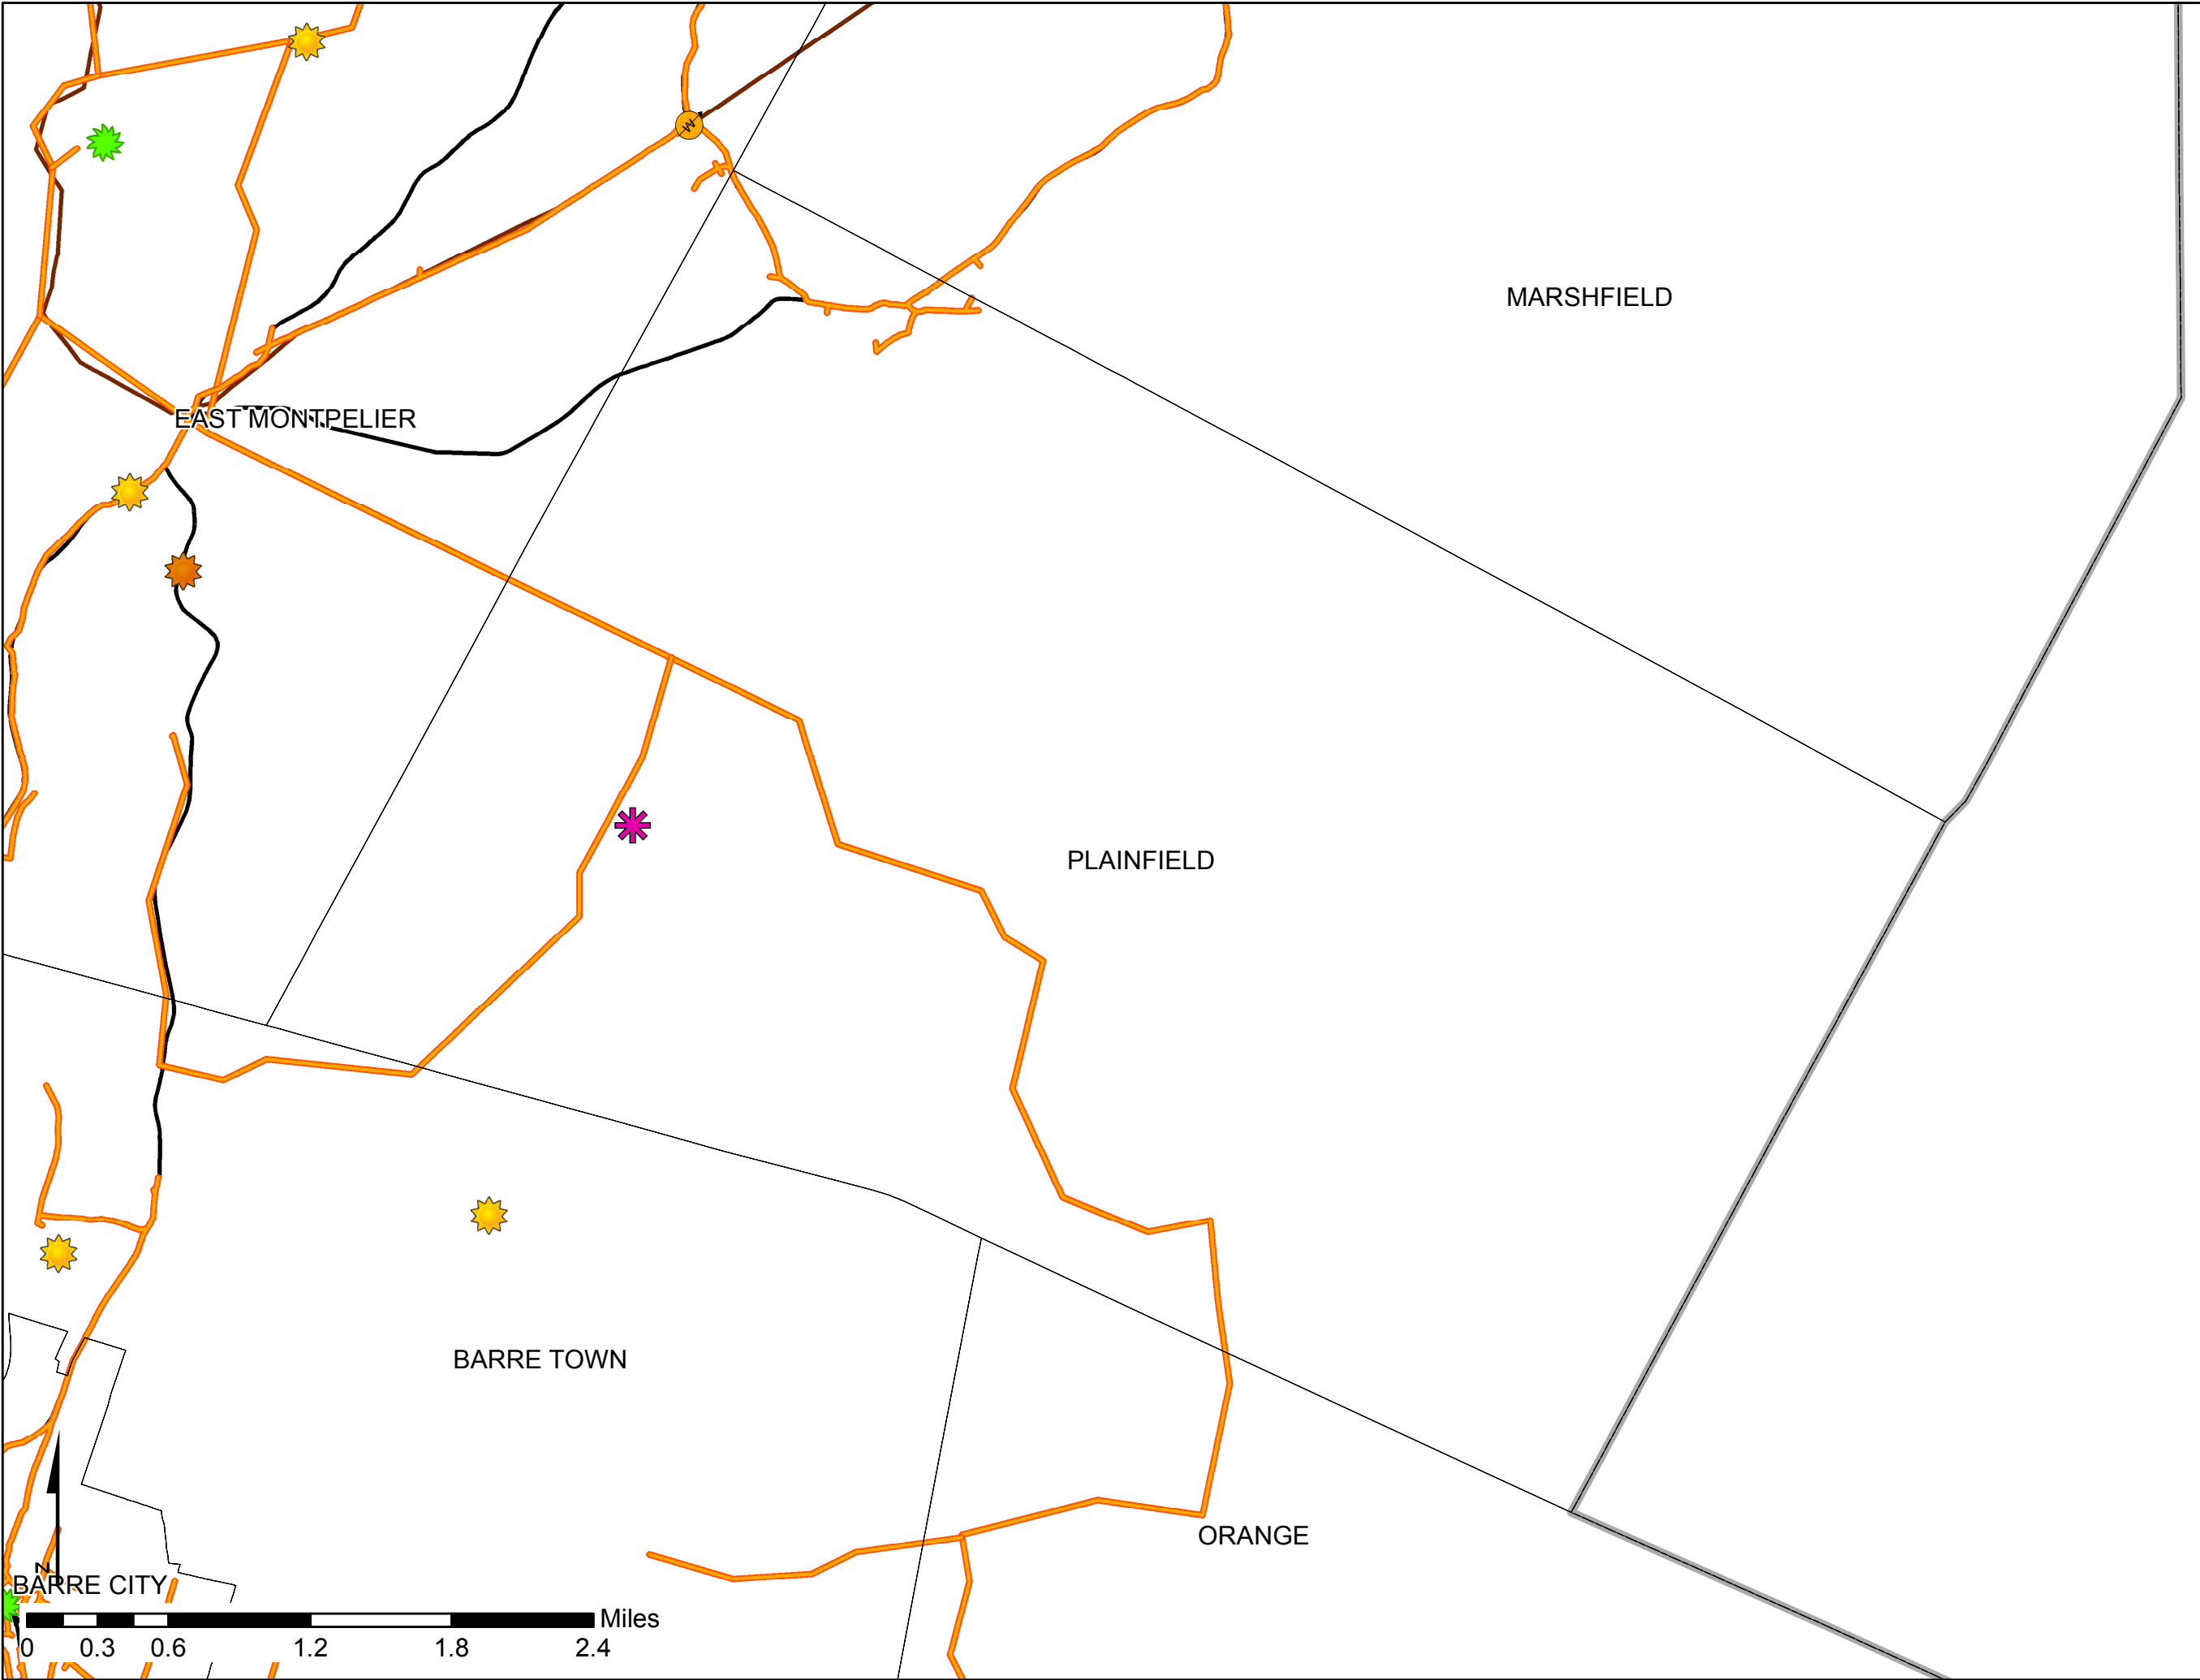 W
MARSHFIELD
EAST MONTPELIER
PLAINFIELD
BARRE TOWN
ORANGE
N
BARRE CITY
Miles
0 0.3 0.6 1.2 1.8 2.4